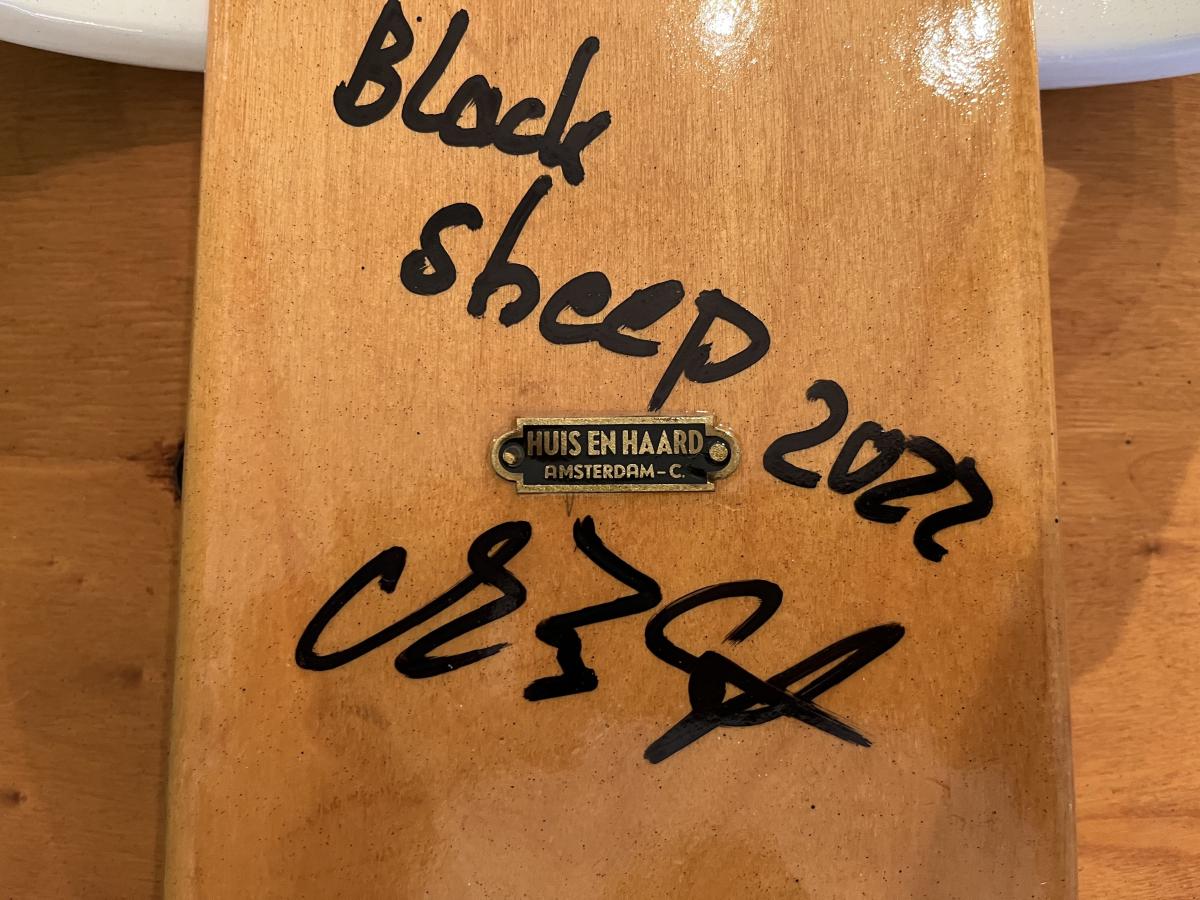 Black
sheep
2022
HUIS EN HAARD
AMSTERDAM-C.